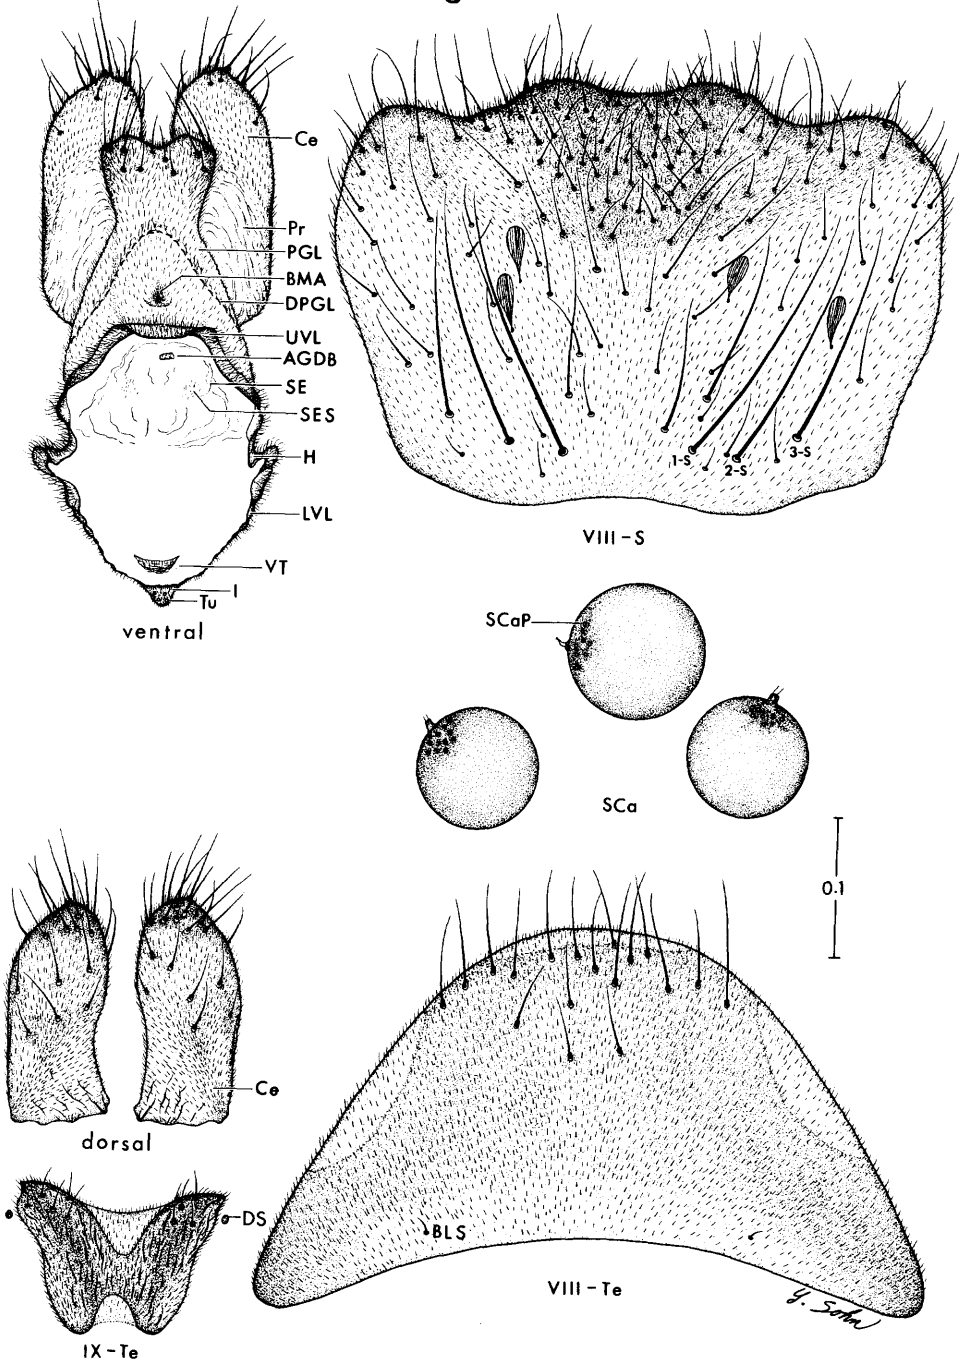 g
Ce
Pr
PGL
BMA
DPGL
UVL
AGDB
SE
SES
H
LVL
VT
I
Tu
ventral
1-S
2-S
3-S
VIII-S
SCaP
SCa
0.1
Ce
dorsal
DS
IX-Te
BLS
VIII-Te
Y. Sohn